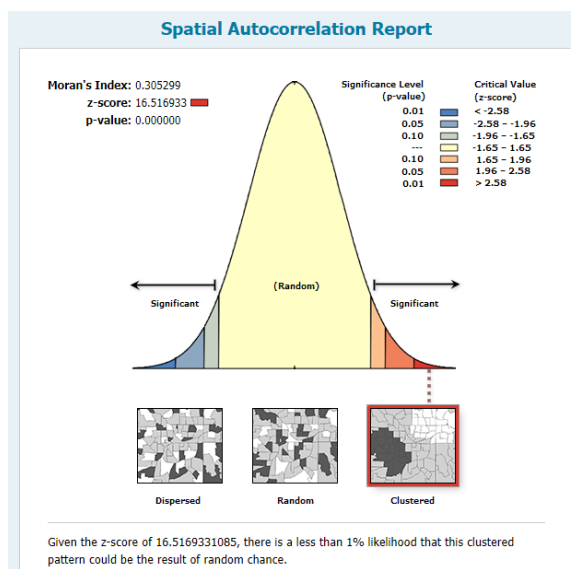 Spatial Autocorrelation Report
Moran's Index: 0.305299
z-score: 16.516933
p-value: 0.000000
Significance Level
(p-value)
Critical Value
(z-score)
0.01 < -2.58
0.05 -2.58 – -1.96
0.10 -1.96 – -1.65
--- -1.65 – 1.65
0.10 1.65 – 1.96
0.05 1.96 – 2.58
0.01 > 2.58
(Random)
Significant
Significant
Dispersed
Random
Clustered
Given the z-score of 16.5169331085, there is a less than 1% likelihood that this clustered
pattern could be the result of random chance.